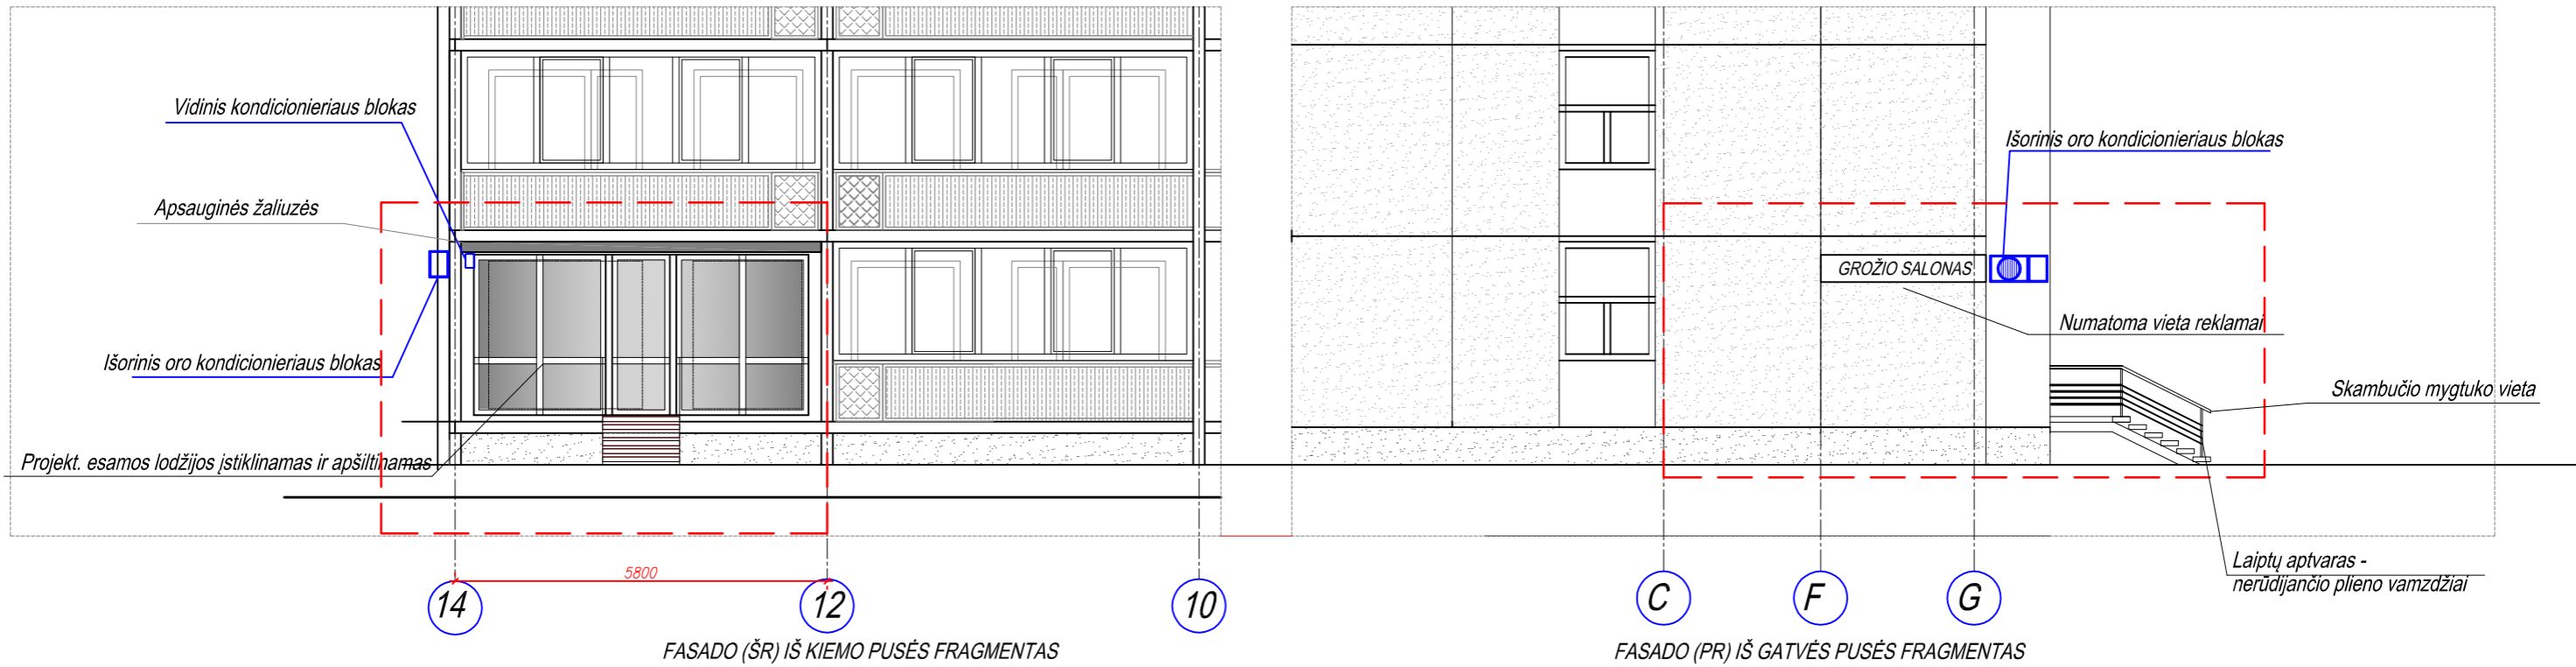 Vidinis kondicionieriaus blokas
Apsauginės žaliuzės
Išorinis oro kondicionieriaus blokas
Projekt. esamos lodžijos įstiklinamas ir apšiltinamas
5800
14
12
10
FASADO (ŠR) IŠ KIEMO PUSĖS FRAGMENTAS
Išorinis oro kondicionieriaus blokas
GROŽIO SALONAS
Numatoma vieta reklamai
Skambučio mygtuko vieta
Laiptų aptvaras -
nerūdijančio plieno vamzdžiai
C
F
G
FASADO (PR) IŠ GATVĖS PUSĖS FRAGMENTAS